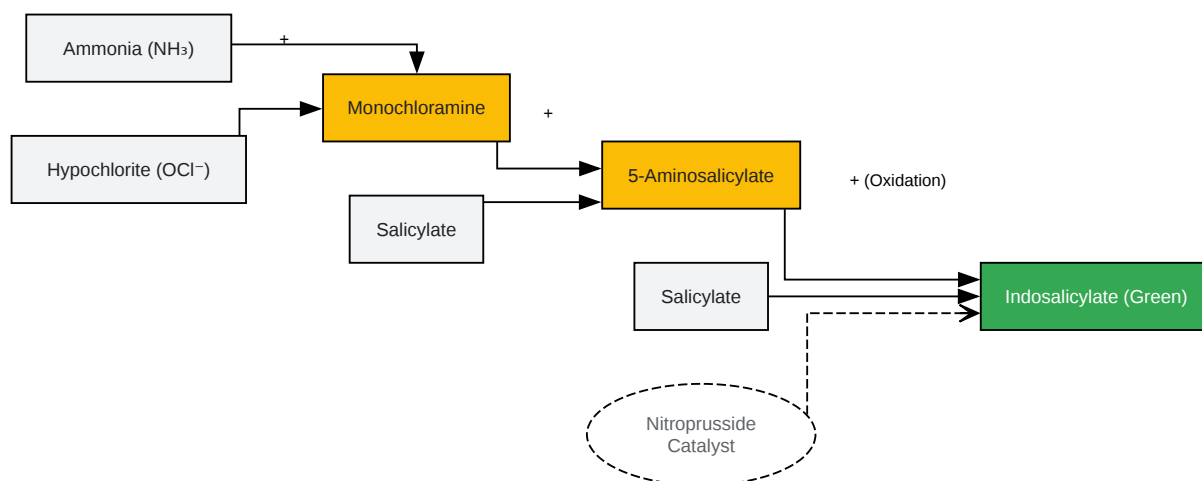 Ammonia (NH₃)
+
Monochloramine
+
Hypochlorite (OCl⁻)
5-Aminosalicylate
+ (Oxidation)
Salicylate
Salicylate
Indosalicylate (Green)
Nitroprusside
Catalyst